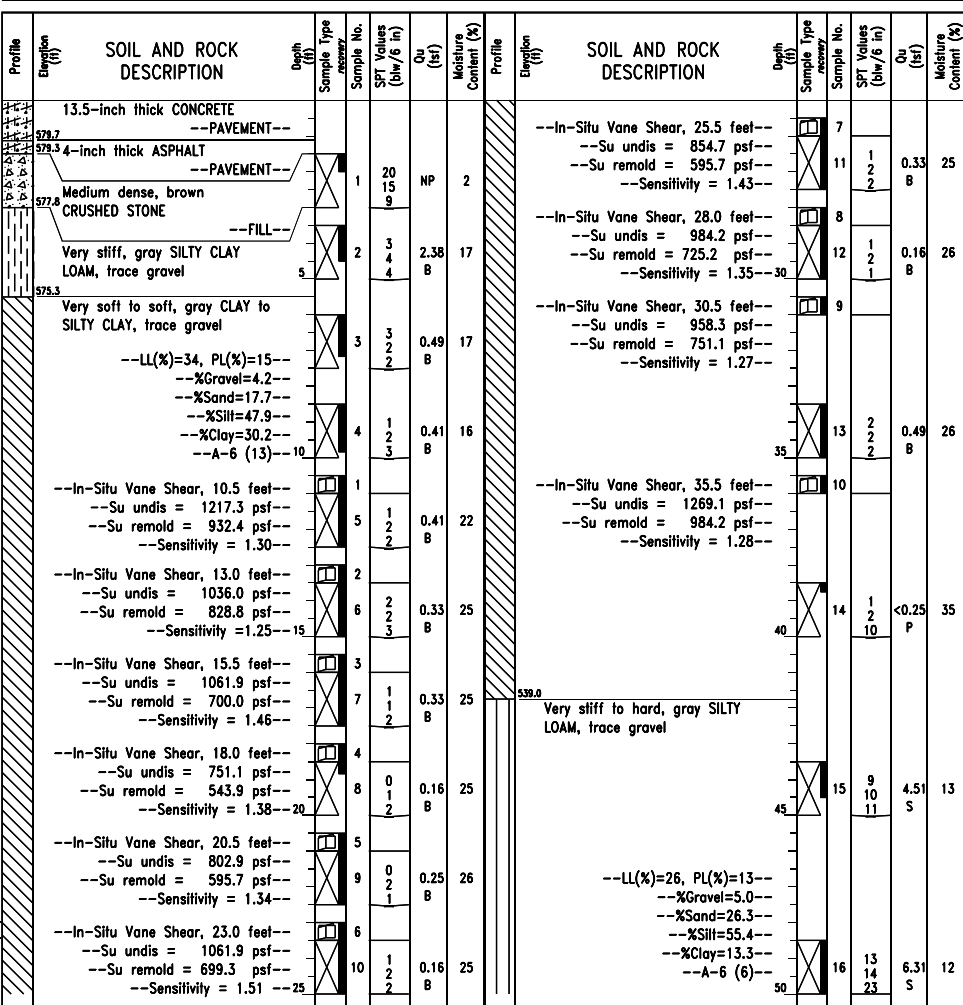 Profile
Elevation (ft)
SOIL AND ROCK
DESCRIPTION
Depth (ft)
Sample Type
recovery
Sample No.
SPT Values (blw/6 in)
Qu (tsf)
Moisture Content (%)
13.5-inch thick CONCRETE
--PAVEMENT--
579.7
579.3
4-inch thick ASPHALT
--PAVEMENT--
Medium dense, brown
CRUSHED STONE
577.8
--FILL--
1
20
15
9
NP
2
Very stiff, gray SILTY CLAY
LOAM, trace gravel
5
575.3
2
3
4
4
2.38
B
17
Very soft to soft, gray CLAY to
SILTY CLAY, trace gravel
3
3
2
2
0.49
B
17
--LL(%)=34, PL(%)=15--
--%Gravel=4.2--
--%Sand=17.7--
--%Silt=47.9--
--%Clay=30.2--
--A-6 (13)--10
4
1
2
3
0.41
B
16
--In-Situ Vane Shear, 10.5 feet--
1
--Su undis = 1217.3 psf--
--Su remold = 932.4 psf--
--Sensitivity = 1.30--
5
1
2
2
0.41
B
22
--In-Situ Vane Shear, 13.0 feet--
2
--Su undis = 1036.0 psf--
--Su remold = 828.8 psf--
--Sensitivity =1.25--15
6
2
2
3
0.33
B
25
--In-Situ Vane Shear, 15.5 feet--
3
--Su undis = 1061.9 psf--
--Su remold = 700.0 psf--
--Sensitivity = 1.46--
7
1
1
2
0.33
B
25
--In-Situ Vane Shear, 18.0 feet--
4
--Su undis = 751.1 psf--
--Su remold = 543.9 psf--
--Sensitivity = 1.38--20
8
0
1
2
0.16
B
25
--In-Situ Vane Shear, 20.5 feet--
5
--Su undis = 802.9 psf--
--Su remold = 595.7 psf--
--Sensitivity = 1.34--
9
0
2
1
0.25
B
26
--In-Situ Vane Shear, 23.0 feet--
6
--Su undis = 1061.9 psf--
--Su remold = 699.3 psf--
--Sensitivity = 1.51 --25
10
1
2
2
0.16
B
25
Profile
Elevation (ft)
SOIL AND ROCK
DESCRIPTION
Depth (ft)
Sample Type
recovery
Sample No.
SPT Values (blw/6 in)
Qu (tsf)
Moisture Content (%)
--In-Situ Vane Shear, 25.5 feet--
7
--Su undis = 854.7 psf--
--Su remold = 595.7 psf--
--Sensitivity = 1.43--
11
1
2
2
0.33
B
25
--In-Situ Vane Shear, 28.0 feet--
8
--Su undis = 984.2 psf--
--Su remold = 725.2 psf--
--Sensitivity = 1.35--30
12
1
2
1
0.16
B
26
--In-Situ Vane Shear, 30.5 feet--
9
--Su undis = 958.3 psf--
--Su remold = 751.1 psf--
--Sensitivity = 1.27--
35
13
2
2
2
0.49
B
26
--In-Situ Vane Shear, 35.5 feet--
10
--Su undis = 1269.1 psf--
--Su remold = 984.2 psf--
--Sensitivity = 1.28--
40
14
1
2
10
<0.25
P
35
539.0
Very stiff to hard, gray SILTY
LOAM, trace gravel
45
15
9
10
11
4.51
S
13
--LL(%)=26, PL(%)=13--
--%Gravel=5.0--
--%Sand=26.3--
--%Silt=55.4--
--%Clay=13.3--
--A-6 (6)--
50
16
13
14
23
6.31
S
12